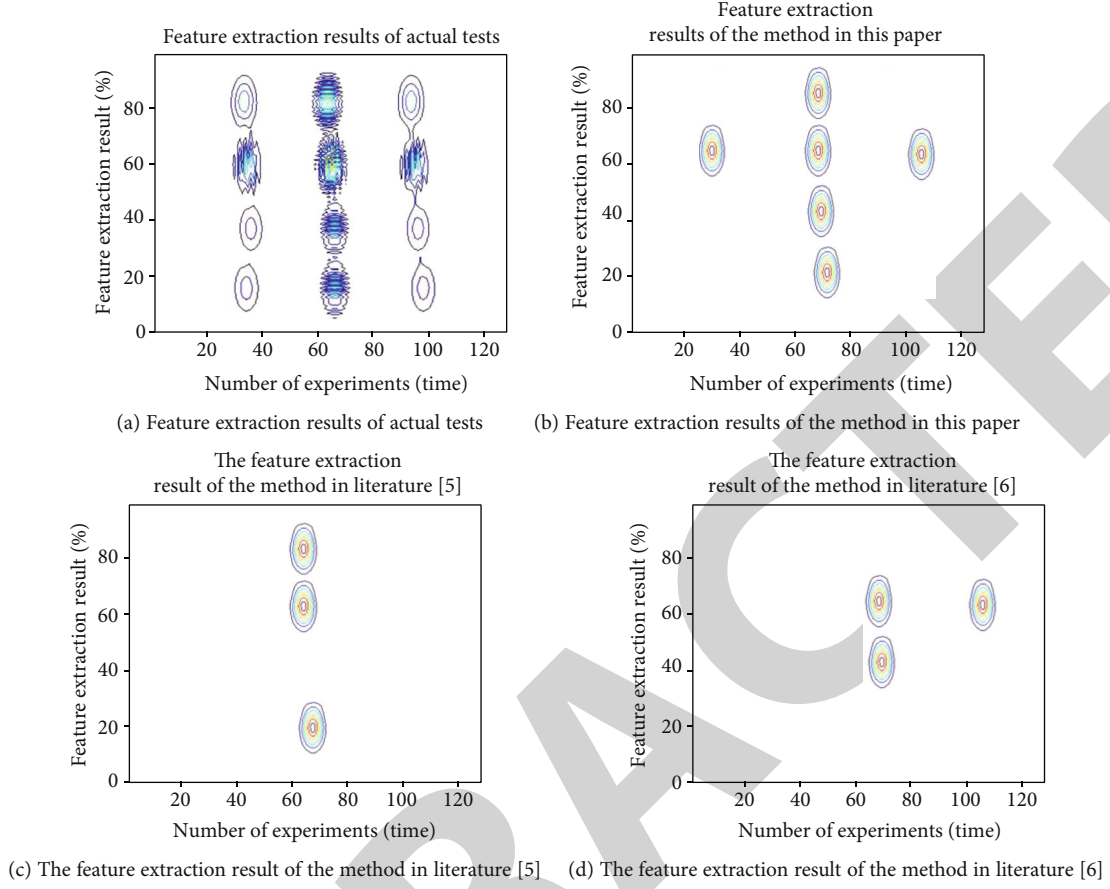 Feature extraction results of actual tests
Feature extraction result (%)
80
60
40
20
0
20 40 60 80 100 120
Number of experiments (time)
(a) Feature extraction results of actual tests
Feature extraction
results of the method in this paper
Feature extraction result (%)
80
60
40
20
0
20 40 60 80 100 120
Number of experiments (time)
(b) Feature extraction results of the method in this paper
The feature extraction
result of the method in literature [5]
Feature extraction result (%)
80
60
40
20
0
20 40 60 80 100 120
Number of experiments (time)
(c) The feature extraction result of the method in literature [5]
The feature extraction
result of the method in literature [6]
Feature extraction result (%)
80
60
40
20
0
20 40 60 80 100 120
Number of experiments (time)
(d) The feature extraction result of the method in literature [6]
RACTE